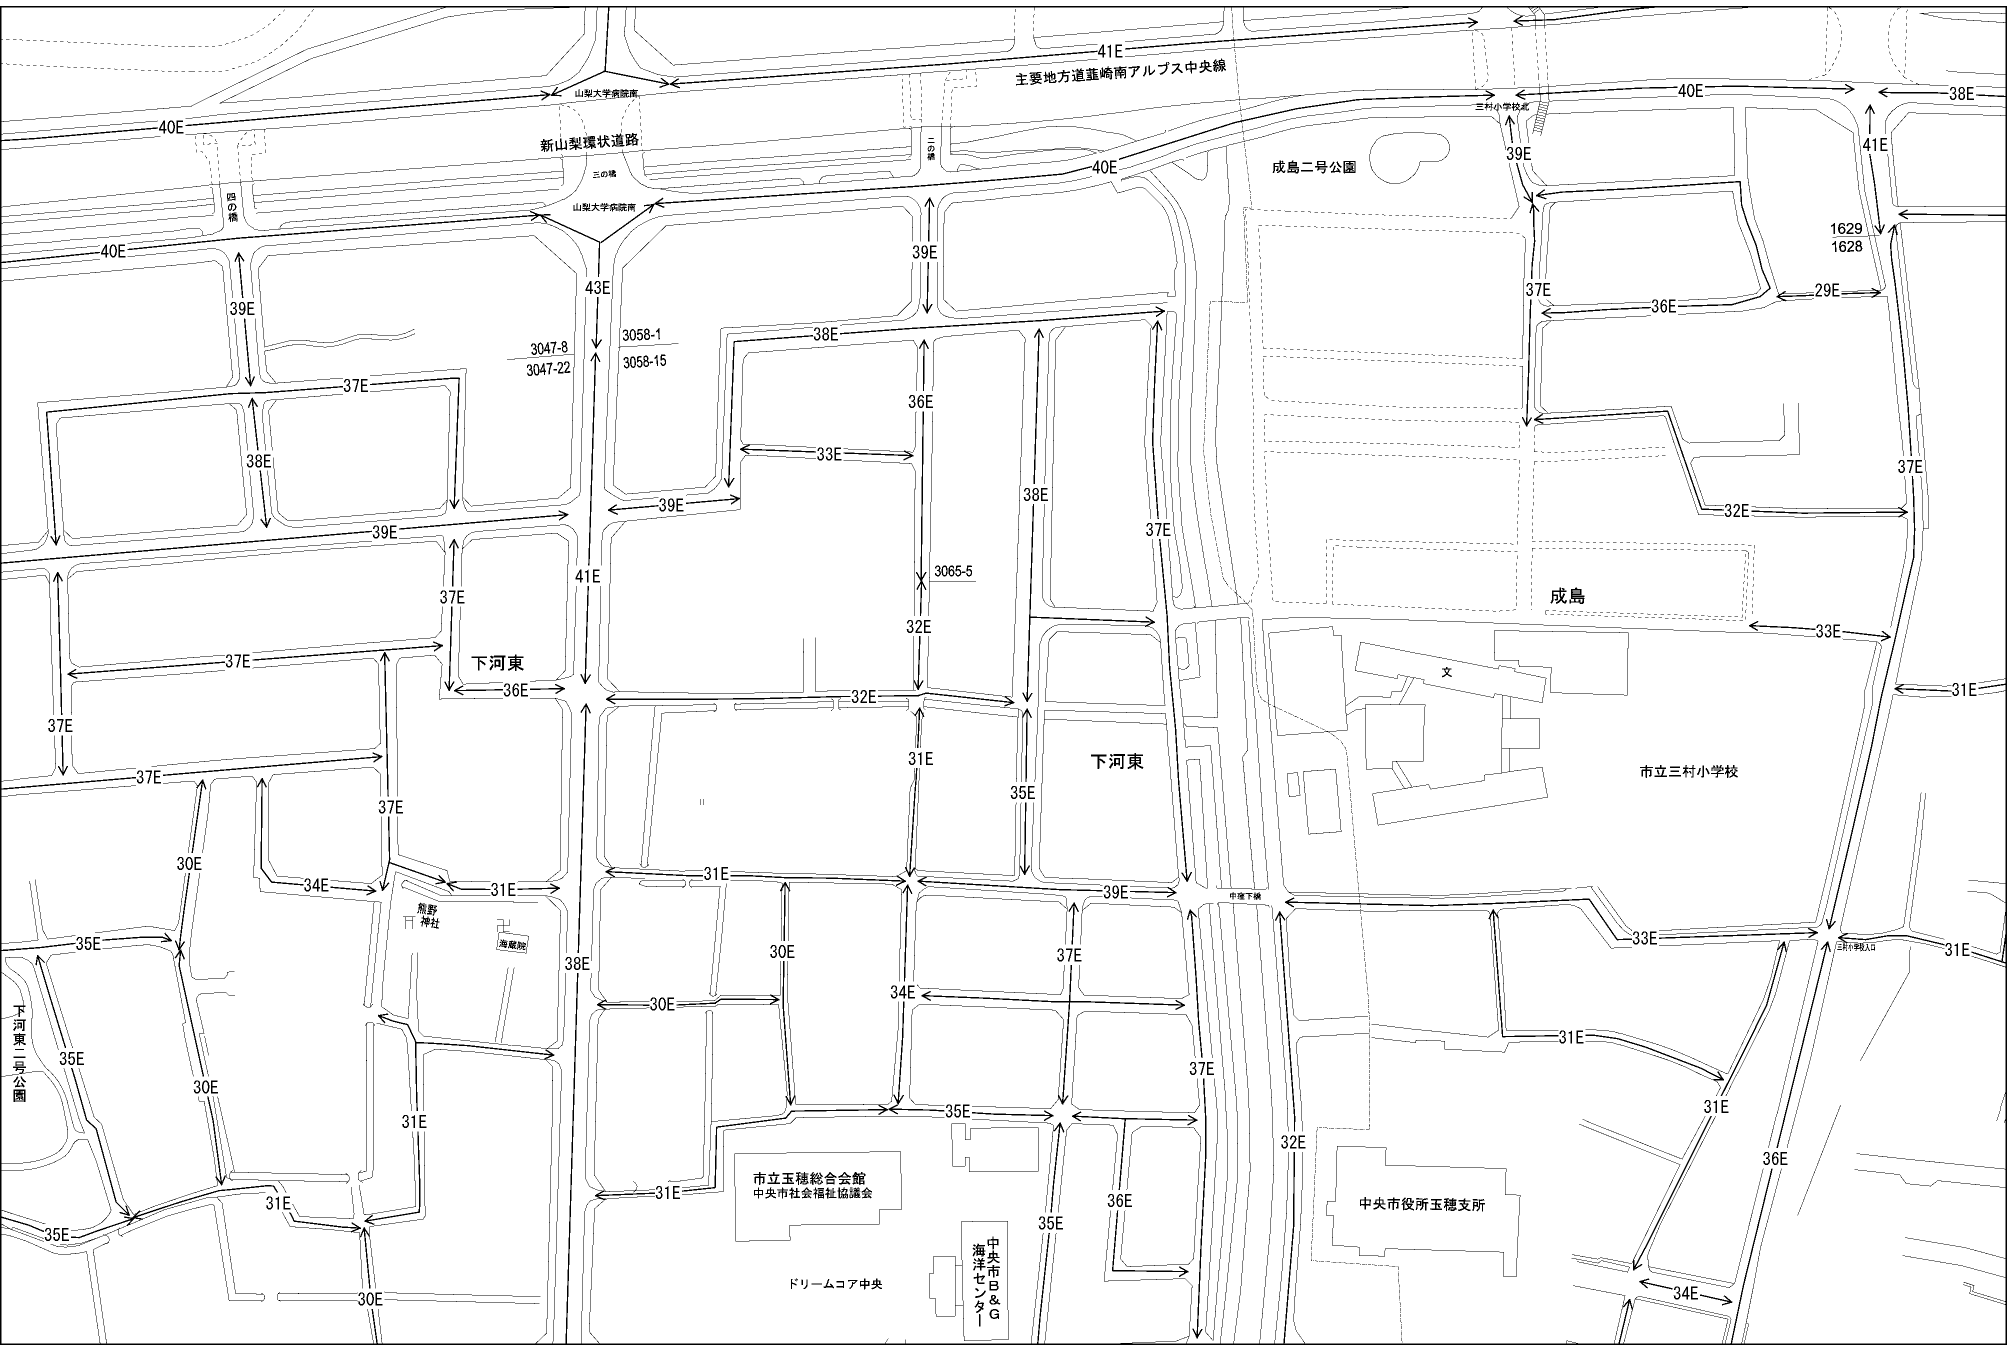 41E
主要地方道韮崎南アルプス中央線
山梨大学病院南
40E
40E
38E
三村小学校北
40E
新山梨環状道路
二の橋
41E
39E
三の橋
40E
成島二号公園
四の橋
山梨大学病院南
1629
1628
40E
39E
43E
37E
29E
39E
36E
3047-8
3047-22
3058-1
3058-15
38E
37E
36E
38E
33E
37E
38E
39E
32E
39E
37E
41E
3065-5
37E
成島
32E
33E
37E
下河東
37E
36E
32E
文
31E
37E
31E
下河東
市立三村小学校
37E
35E
37E
30E
34E
31E
31E
39E
中窪下橋
熊野
神社
海蔵院
35E
30E
37E
33E
三村小学校入口
31E
38E
34E
30E
下河東二号公園
31E
35E
30E
37E
31E
31E
35E
32E
36E
市立玉穂総合会館
中央市社会福祉協議会
31E
31E
36E
中央市役所玉穂支所
35E
35E
中央市B&G
海洋センター
ドリームコア中央
30E
34E